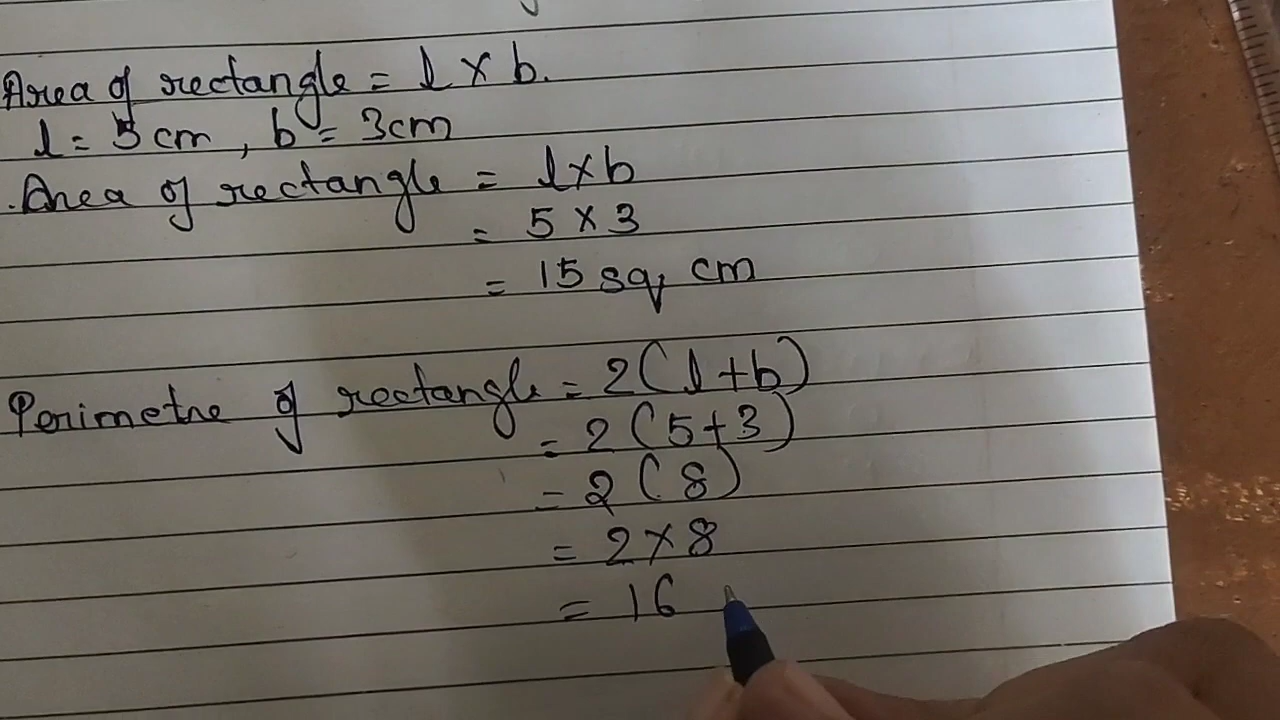 Area of rectangle = l × b.
l = 5 cm, b = 3cm
Area of rectangle = l×b
= 5 × 3
= 15 sq. cm
Perimetre of rectangle = 2(l+b)
= 2(5+3)
= 2(8)
= 2×8
= 16